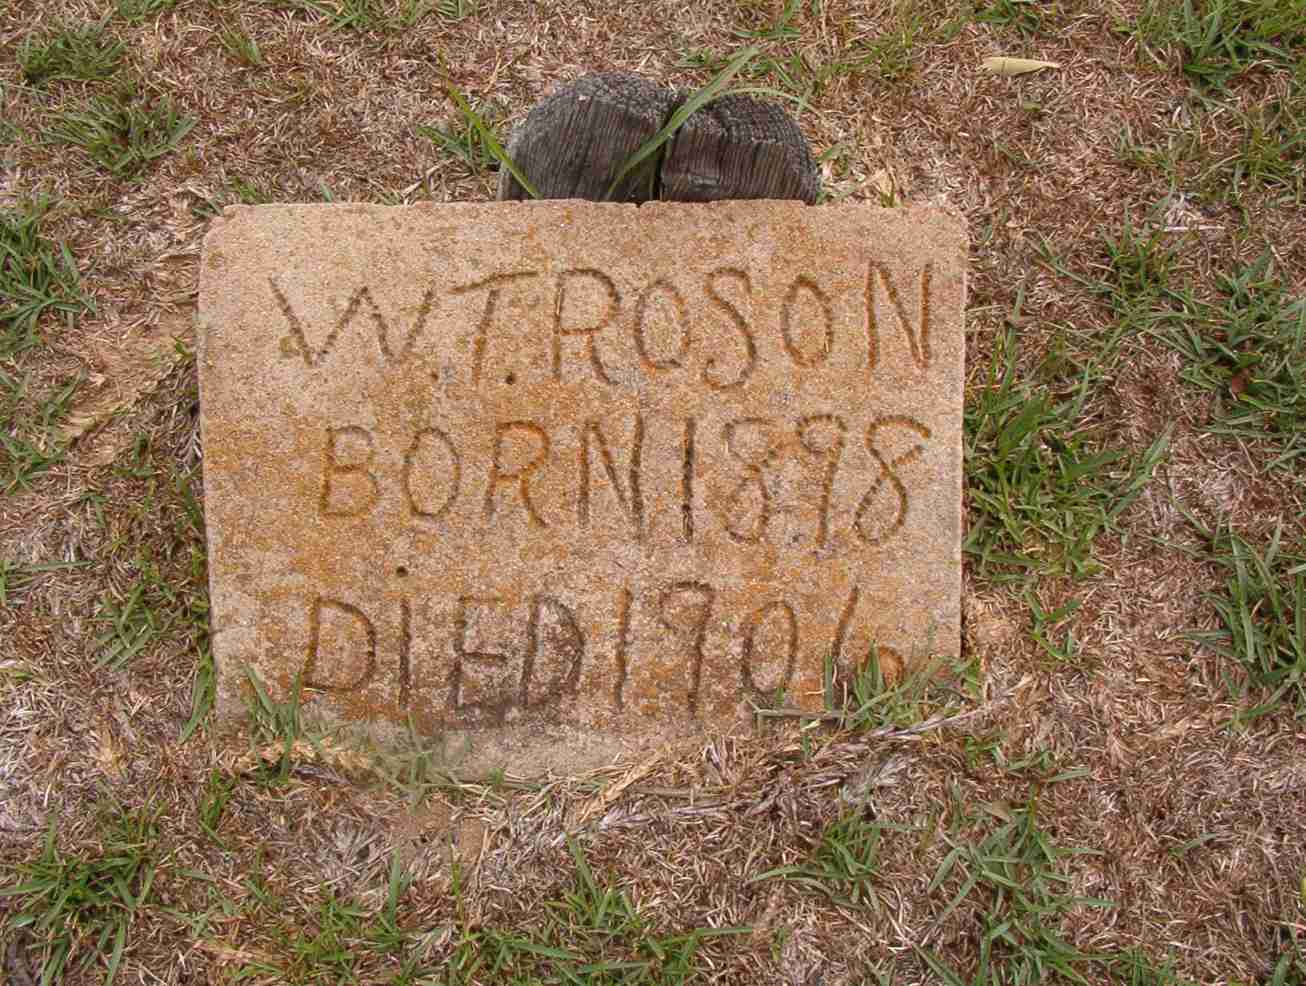 W.T. ROSON
BORN 1898
DIED 1906